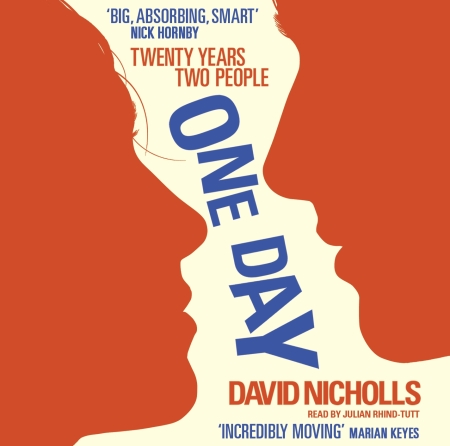 ‘BIG, ABSORBING, SMART’
NICK HORNBY
TWENTY YEARS
TWO PEOPLE
ONE DAY
DAVID NICHOLLS
READ BY JULIAN RHIND-TUTT
‘INCREDIBLY MOVING’ MARIAN KEYES